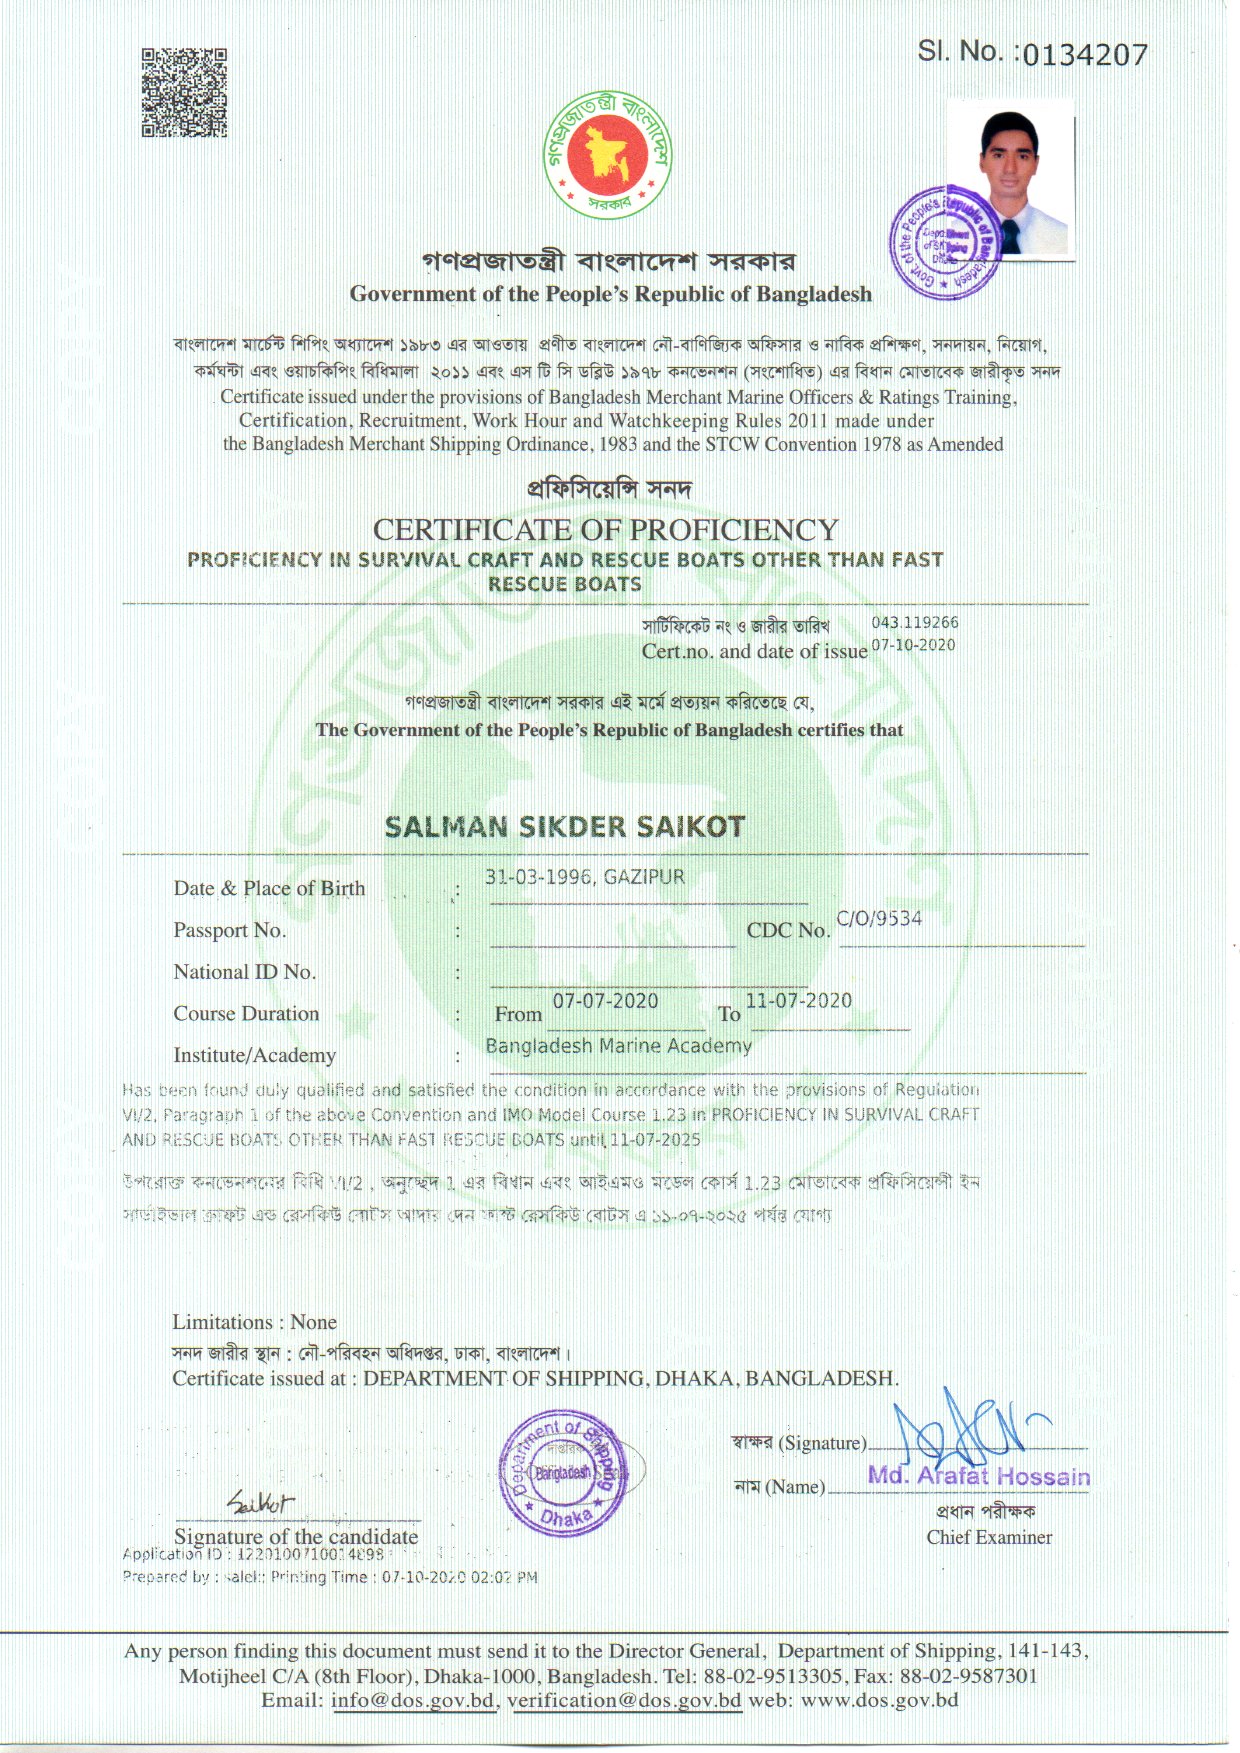 Sl. No. :0134207
গণপ্রজাতন্ত্রী বাংলাদেশ
সরকার
Govt. of the People's Republic of Bangladesh
Department of Shipping
Dhaka
গণপ্রজাতন্ত্রী বাংলাদেশ সরকার
Government of the People's Republic of Bangladesh
বাংলাদেশ মার্চেন্ট শিপিং অধ্যাদেশ ১৯৮৩ এর আওতায় প্রণীত বাংলাদেশ নৌ-বাণিজ্যিক অফিসার ও নাবিক প্রশিক্ষণ, সনদায়ন, নিয়োগ,
কর্মঘন্টা এবং ওয়াচকিপিং বিধিমালা ২০১১ এবং এস টি সি ডব্লিউ ১৯৭৮ কনভেনশন (সংশোধিত) এর বিধান মোতাবেক জারীকৃত সনদ
Certificate issued under the provisions of Bangladesh Merchant Marine Officers & Ratings Training,
Certification, Recruitment, Work Hour and Watchkeeping Rules 2011 made under
the Bangladesh Merchant Shipping Ordinance, 1983 and the STCW Convention 1978 as Amended
প্রফিসিয়েন্সি সনদ
CERTIFICATE OF PROFICIENCY
PROFICIENCY IN SURVIVAL CRAFT AND RESCUE BOATS OTHER THAN FAST
RESCUE BOATS
সার্টিফিকেট নং ও জারীর তারিখ 043.119266
Cert.no. and date of issue 07-10-2020
গণপ্রজাতন্ত্রী বাংলাদেশ সরকার এই মর্মে প্রত্যয়ন করিতেছে যে,
The Government of the People's Republic of Bangladesh certifies that
SALMAN SIKDER SAIKOT
Date & Place of Birth : 31-03-1996, GAZIPUR
Passport No. : CDC No. C/O/9534
National ID No. :
Course Duration : From 07-07-2020 To 11-07-2020
Institute/Academy : Bangladesh Marine Academy
Has been found duly qualified and satisfied the condition in accordance with the provisions of Regulation
VI/2, Paragraph 1 of the above Convention and IMO Model Course 1.23 in PROFICIENCY IN SURVIVAL CRAFT
AND RESCUE BOATS OTHER THAN FAST RESCUE BOATS until 11-07-2025
উপরোক্ত কনভেনশনের বিধি VI/2 , অনুচ্ছেদ 1 এর বিধান এবং আইএমও মডেল কোর্স 1.23 মোতাবেক প্রফিসিয়েন্সী ইন
সার্ভাইভাল ক্রাফট এন্ড রেসকিউ বোটস আদার দেন ফাস্ট রেসকিউ বোটস এ ১১-০৭-২০২৫ পর্যন্ত যোগ্য
Limitations : None
সনদ জারীর স্থান : নৌ-পরিবহন অধিদপ্তর, ঢাকা, বাংলাদেশ।
Certificate issued at : DEPARTMENT OF SHIPPING, DHAKA, BANGLADESH.
Department of Shipping
Bangladesh
Dhaka
স্বাক্ষর (Signature)
নাম (Name) Md. Arafat Hossain
প্রধান পরীক্ষক
Chief Examiner
Saikot
Signature of the candidate
Application ID :
Prepared by : Printing Time : 07-10-2020 02:02 PM
Any person finding this document must send it to the Director General, Department of Shipping, 141-143,
Motijheel C/A (8th Floor), Dhaka-1000, Bangladesh. Tel: 88-02-9513305, Fax: 88-02-9587301
Email: info@dos.gov.bd, verification@dos.gov.bd web: www.dos.gov.bd